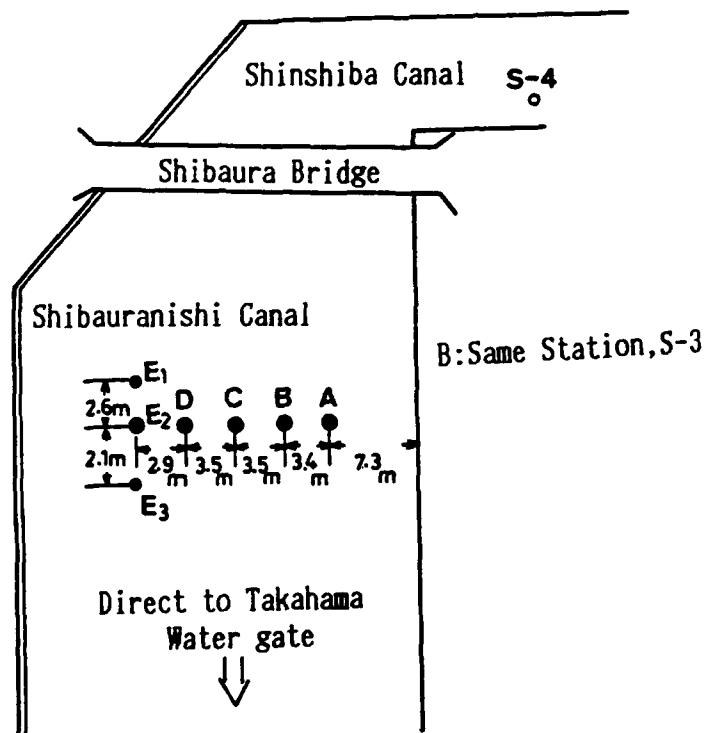 Shinshiba Canal
S-4
Shibaura Bridge
Shibauranishi Canal
B:Same Station,S-3
E1
2.6m
E2
D
C
B
A
2.1m
2.9m
3.5m
3.5m
3.4m
7.3m
E3
Direct to Takahama
Water gate